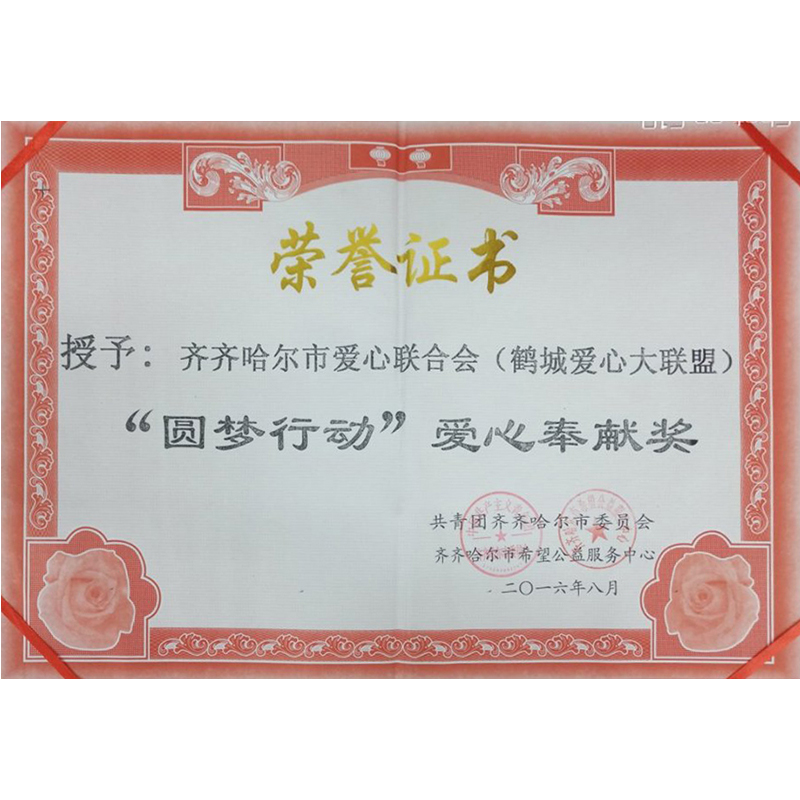 荣誉证书
授予：齐齐哈尔市爱心联合会（鹤城爱心大联盟）
“圆梦行动”爱心奉献奖
共青团齐齐哈尔市委员会
齐齐哈尔市希望公益服务中心
二〇一六年八月